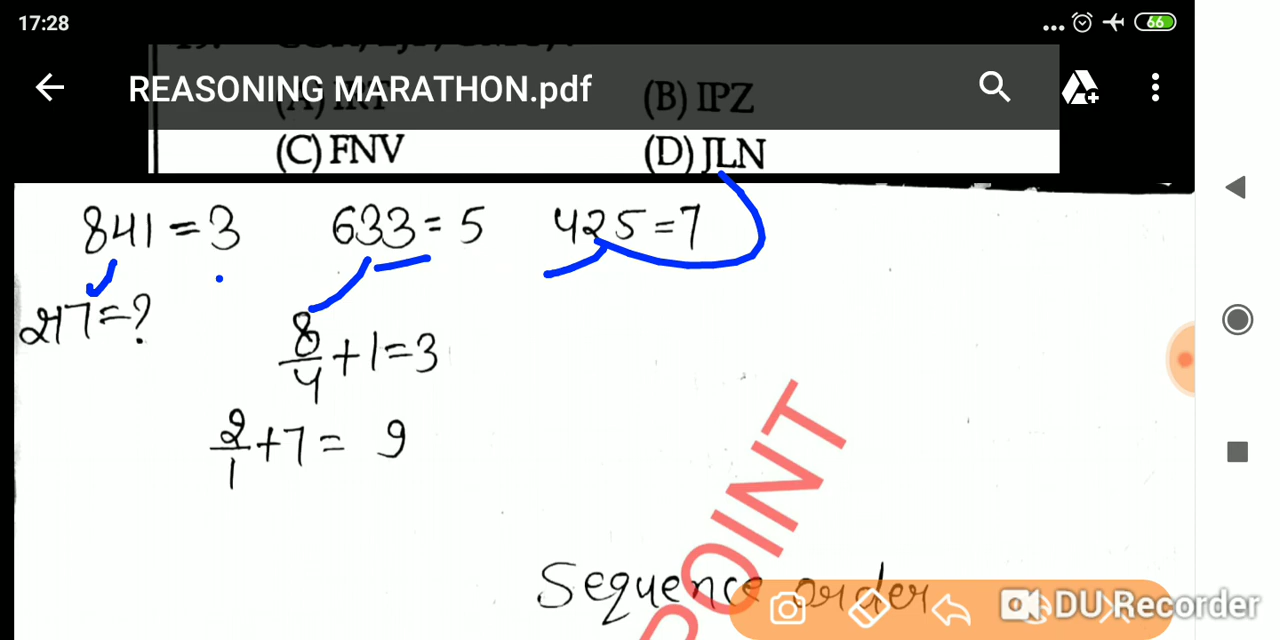 17:28
66
REASONING MARATHON.pdf
(B) IPZ
(C) FNV (D) JLN
841 = 3 633 = 5 425 = 7
217 = ?
8/4 + 1 = 3
2/1 + 7 = 9
POINT
Sequence order
DU Recorder